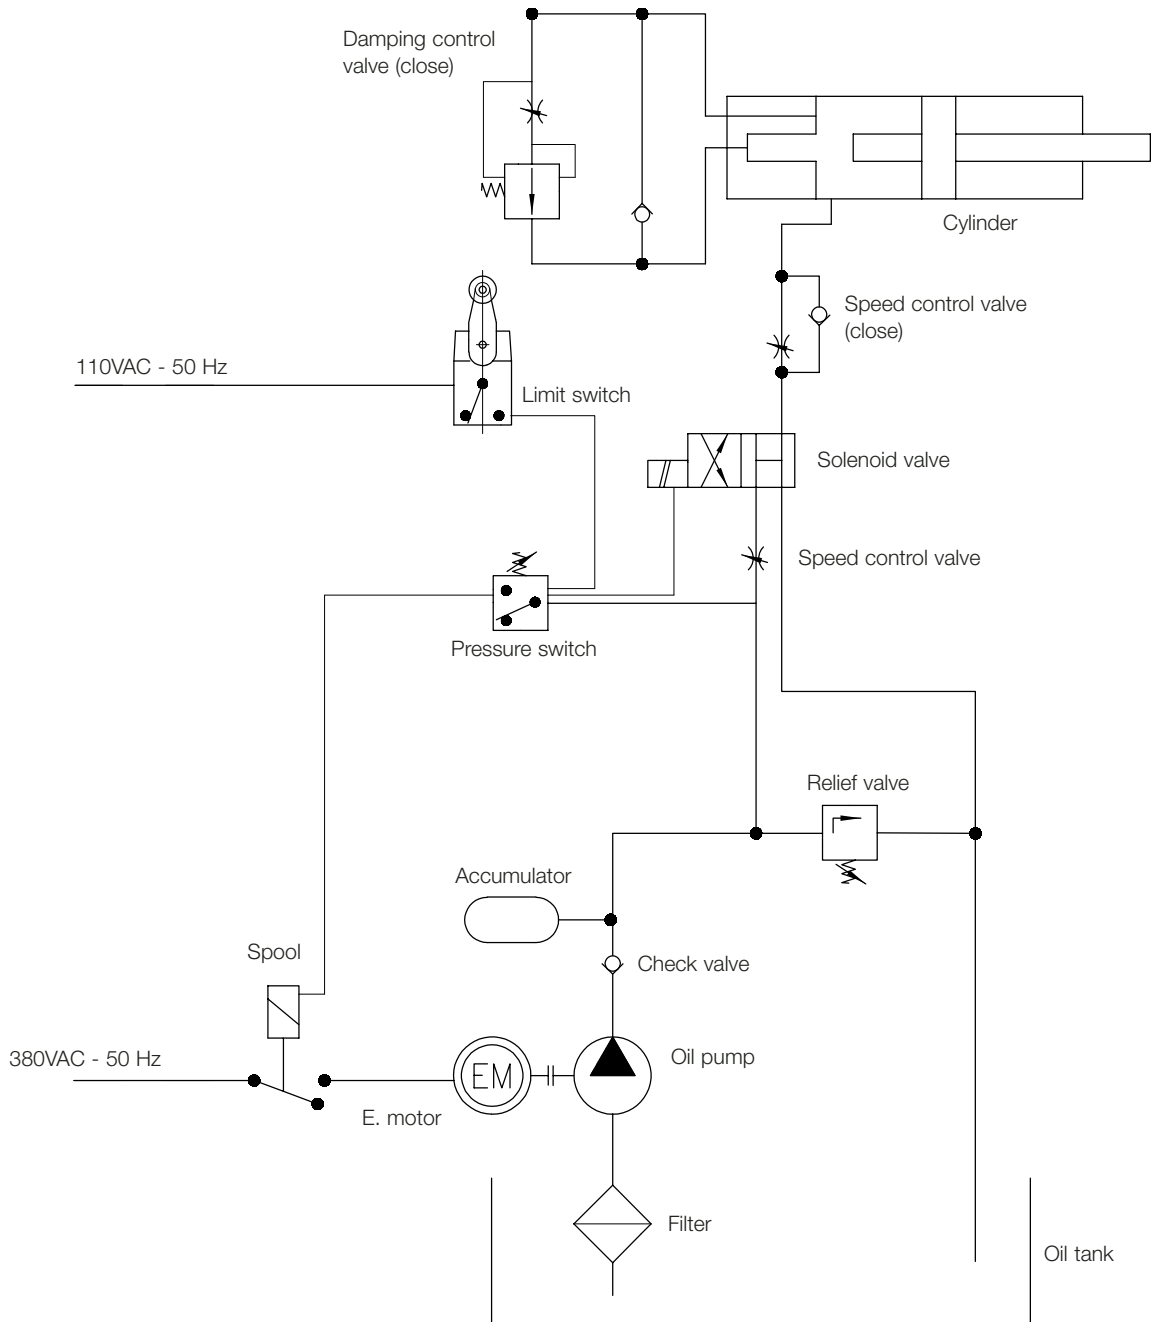 Damping control
valve (close)
Cylinder
Speed control valve
(close)
110VAC - 50 Hz
Limit switch
Solenoid valve
Speed control valve
Pressure switch
Relief valve
Accumulator
Spool
Check valve
380VAC - 50 Hz
EM
Oil pump
E. motor
Filter
Oil tank